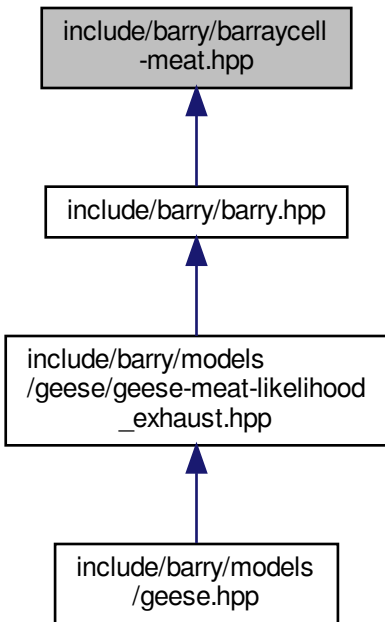 include/barry/barraycell
-meat.hpp
include/barry/barry.hpp
include/barry/models
/geese/geese-meat-likelihood
_exhaust.hpp
include/barry/models
/geese.hpp